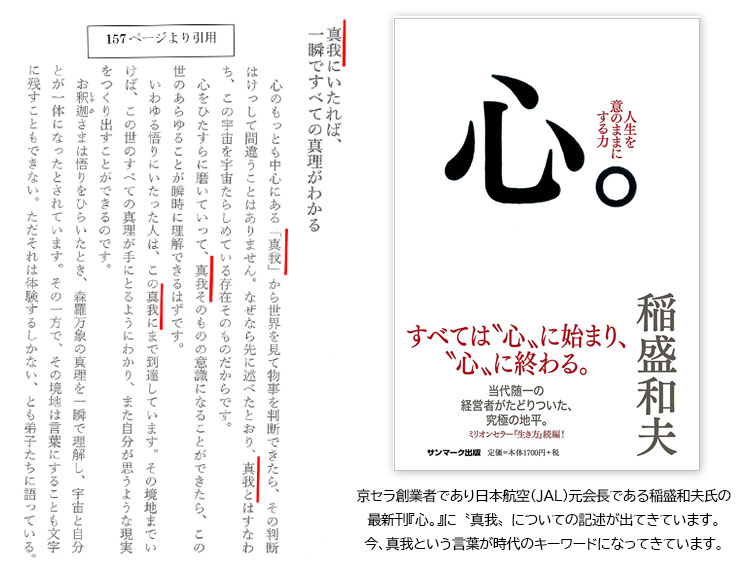 157ページより引用
真我にいたれば、
一瞬ですべての真理がわかる
心のもっとも中心にある「真我」から世界を見て物事を判断できたら、その判断
はけっして間違うことはありません。なぜなら先に述べたとおり、真我とはすなわ
ち、この宇宙を宇宙たらしめている存在そのものだからです。
心をひたすらに磨いていって、真我そのものの意識になることができたら、この
世のあらゆることが瞬時に理解できるはずです。
いわゆる悟りにいたった人は、この真我にまで到達しています。その境地までい
けば、この世のすべての真理が手にとるようにわかり、また自分が思うような現実
をつくり出すことができるのです。
お釈迦さまは悟りをひらいたとき、森羅万象の真理を一瞬で理解し、宇宙と自分
しゃか
とが一体になったとされています。その一方で、その境地は言葉にすることも文字
に残すこともできない。ただそれは体験するしかない、とも弟子たちに語っている。
心。
人生を
意のままに
する力
稲盛和夫
すべては〝心〟に始まり、
〝心〟に終わる。
当代随一の
経営者がたどりついた、
究極の地平。
ミリオンセラー『生き方』続編!
サンマーク出版 定価=本体1700円+税
京セラ創業者であり日本航空(JAL)元会長である稲盛和夫氏の
最新刊『心。』に〝真我〟についての記述が出てきています。
今、真我という言葉が時代のキーワードになってきています。